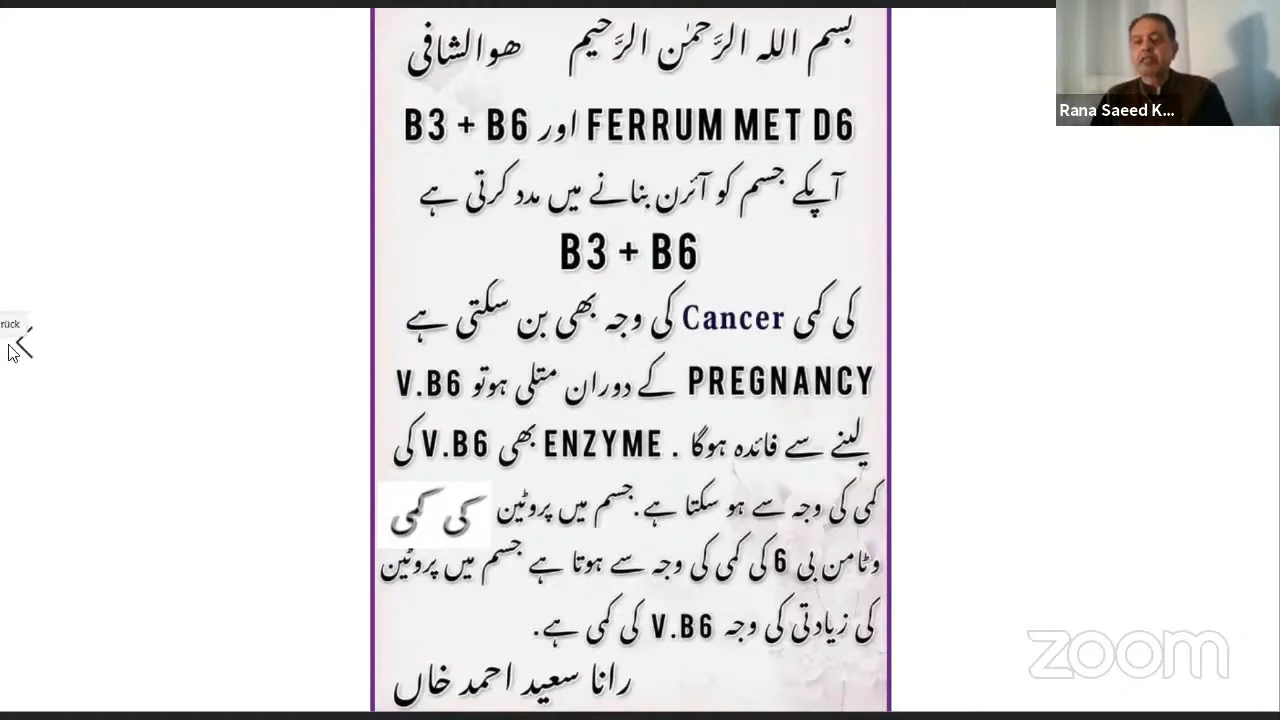 بسم اللہ الرَّحمٰن الرَّحیم ھوالشافی
FERRUM MET D6 اور B3 + B6
آپکے جسم کو آئرن بنانے میں مدد کرتی ہے
B3 + B6
کی کمی Cancer کی وجہ بھی بن سکتی ہے
PREGNANCY کے دوران متلی ہوتو V.B6
لینے سے فائدہ ہوگا . ENZYME بھی V.B6 کی
کمی کی وجہ سے ہو سکتا ہے.جسم میں پروٹین کی کمی
وٹامن بی 6 کی کمی کی وجہ سے ہوتا ہے جسم میں پروٹین
کی زیادتی کی وجہ V.B6 کی کمی ہے.
رانا سعید احمد خاں
Rana Saeed K...
rück
zoom